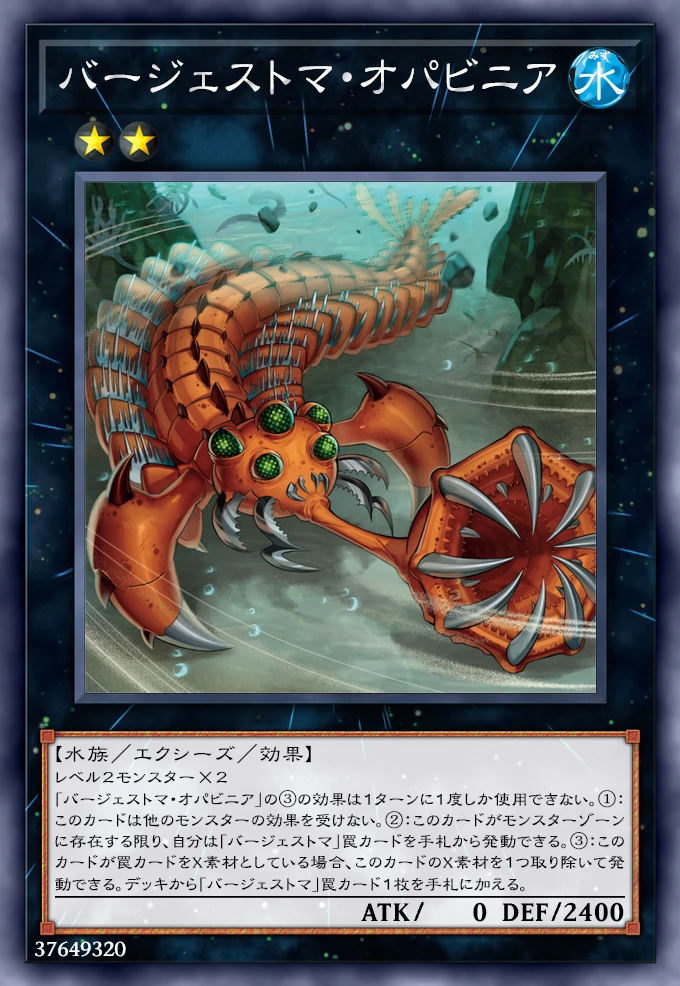 バージェストマ・オパビニア
みず
水
【水族／エクシーズ／効果】
レベル２モンスター×２
「バージェストマ・オパビニア」の③の効果は１ターンに１度しか使用できない。①：
このカードは他のモンスターの効果を受けない。②：このカードがモンスターゾーン
に存在する限り、自分は「バージェストマ」罠カードを手札から発動できる。③：この
カードが罠カードをX素材としている場合、このカードのX素材を１つ取り除いて発
動できる。デッキから「バージェストマ」罠カード１枚を手札に加える。
ATK/ 0 DEF/2400
37649320